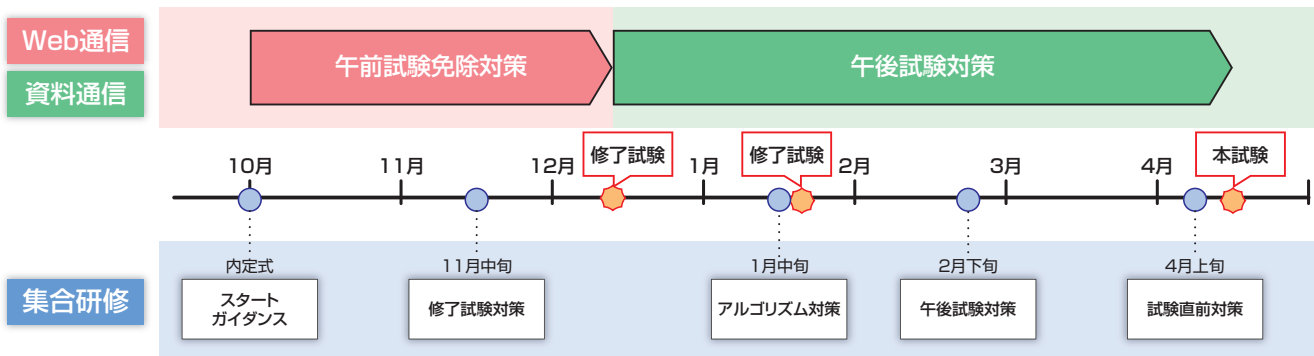 Web通信
資料通信
午前試験免除対策
午後試験対策
10月
11月
12月
修了試験
1月
修了試験
2月
3月
4月
本試験
集合研修
内定式
スタート
ガイダンス
11月中旬
修了試験対策
1月中旬
アルゴリズム対策
2月下旬
午後試験対策
4月上旬
試験直前対策